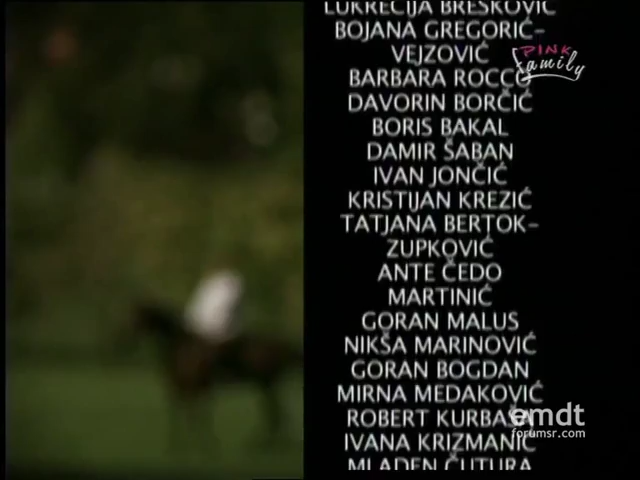 LUKRECIJA BREŠKOVIĆ
BOJANA GREGORIĆ-
VEJZOVIĆ
PINK
family
BARBARA ROCCO
DAVORIN BORČIĆ
BORIS BAKAL
DAMIR ŠABAN
IVAN JONČIĆ
KRISTIJAN KREZIĆ
TATJANA BERTOK-
ZUPKOVIĆ
ANTE ČEDO
MARTINIĆ
GORAN MALUS
NIKŠA MARINOVIĆ
GORAN BOGDAN
MIRNA MEDAKOVIĆ
ROBERT KURBAŠA
emdt
forumsr.com
IVANA KRIZMANIĆ
MLADEN ČUTURA